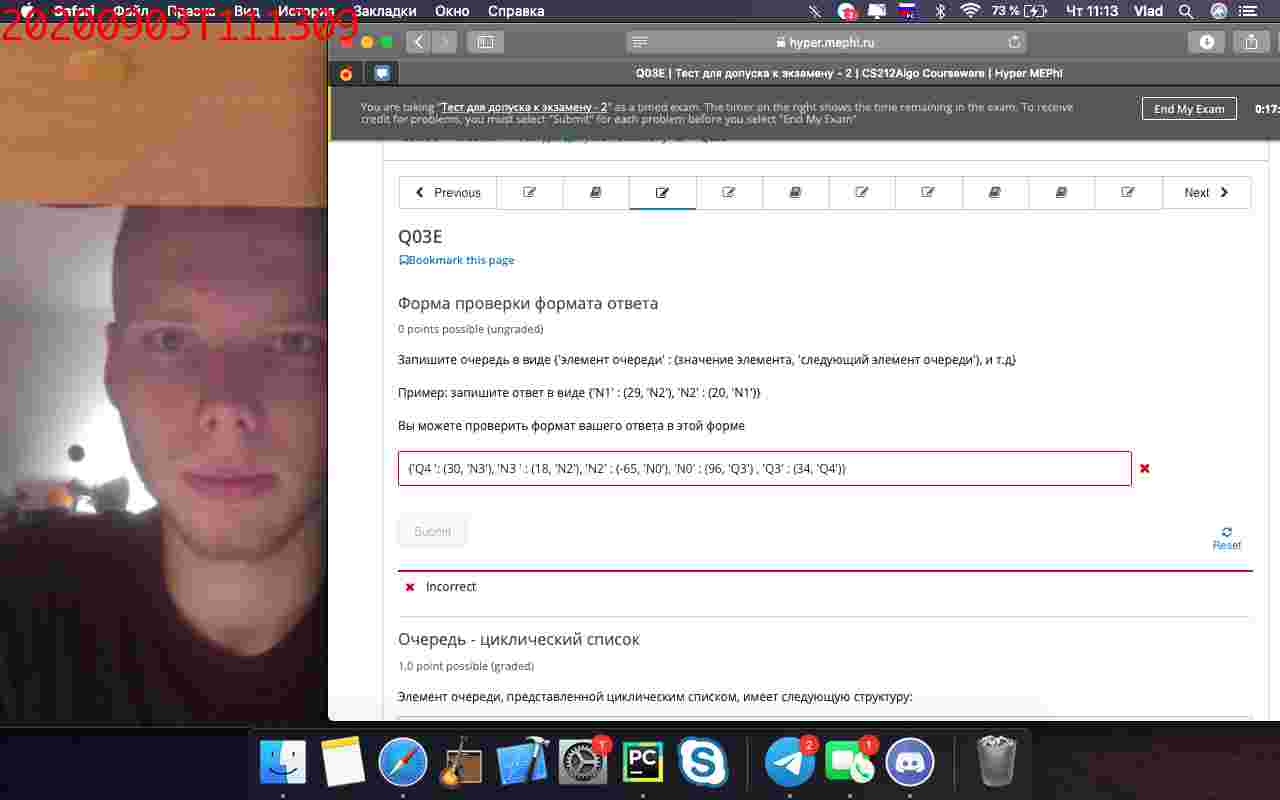 20200903T111309
Safari Файл Правка Вид История Закладки Окно Справка
73 % Чт 11:13 Vlad
hyper.mephi.ru
Q03E | Тест для допуска к экзамену - 2 | CS212Algo Courseware | Hyper MEPhI
You are taking "Тест для допуска к экзамену - 2" as a timed exam. The timer on the right shows the time remaining in the exam. To receive
credit for problems, you must select "Submit" for each problem before you select "End My Exam"
End My Exam
0:17:
Previous
Next
Q03E
Bookmark this page
Форма проверки формата ответа
0 points possible (ungraded)
Запишите очередь в виде {'элемент очереди' : (значение элемента, 'следующий элемент очереди'), и т.д}
Пример: запишите ответ в виде {'N1' : (29, 'N2'), 'N2' : (20, 'N1')}
Вы можете проверить формат вашего ответа в этой форме
{'Q4 ': (30, 'N3'), 'N3 ' : (18, 'N2'), 'N2' : (-65, 'N0'), 'N0' : (96, 'Q3') , 'Q3' : (34, 'Q4')}
Submit
Reset
Incorrect
Очередь - циклический список
1.0 point possible (graded)
Элемент очереди, представленной циклическим списком, имеет следующую структуру:
1
PC
2
1